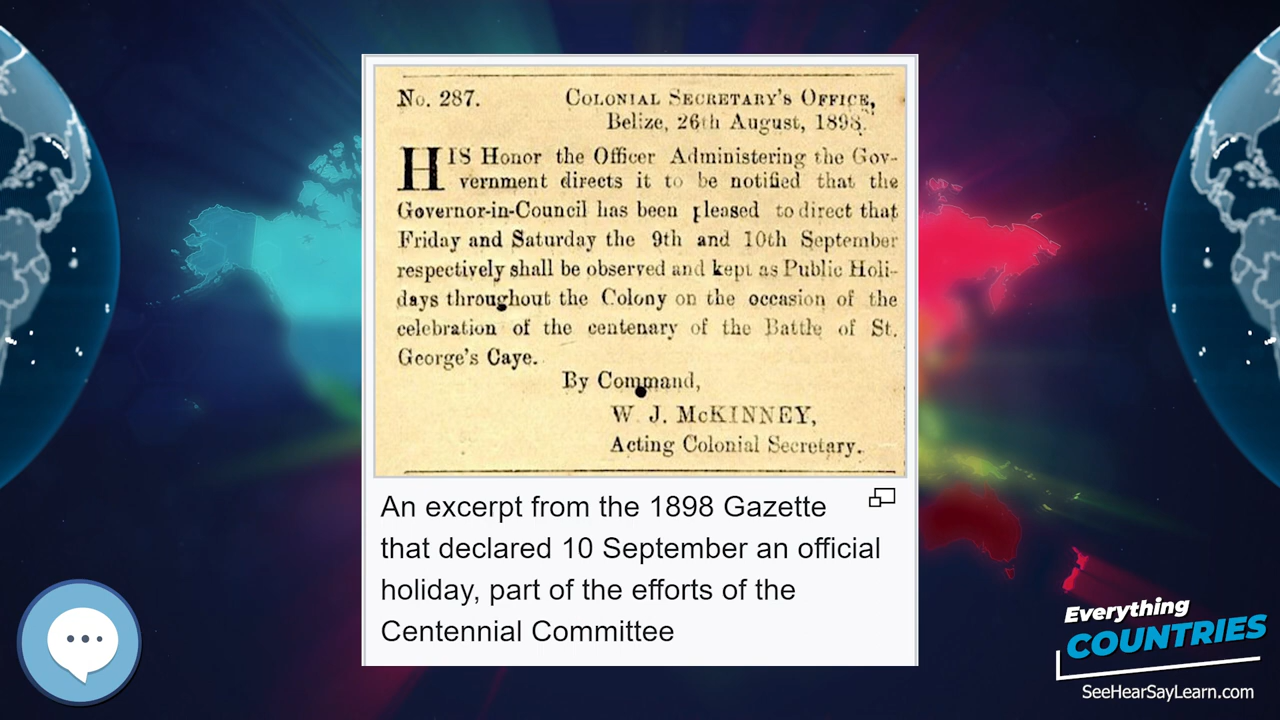 No. 287. COLONIAL SECRETARY'S OFFICE,
Belize, 26th August, 1898.
HIS Honor the Officer Administering the Gov-
vernment directs it to be notified that the
Governor-in-Council has been pleased to direct that
Friday and Saturday the 9th and 10th September
respectively shall be observed and kept as Public Holi-
days throughout the Colony on the occasion of the
celebration of the centenary of the Battle of St.
George's Caye.
By Command,
W. J. McKINNEY,
Acting Colonial Secretary.
An excerpt from the 1898 Gazette
that declared 10 September an official
holiday, part of the efforts of the
Centennial Committee
Everything
COUNTRIES
SeeHearSayLearn.com